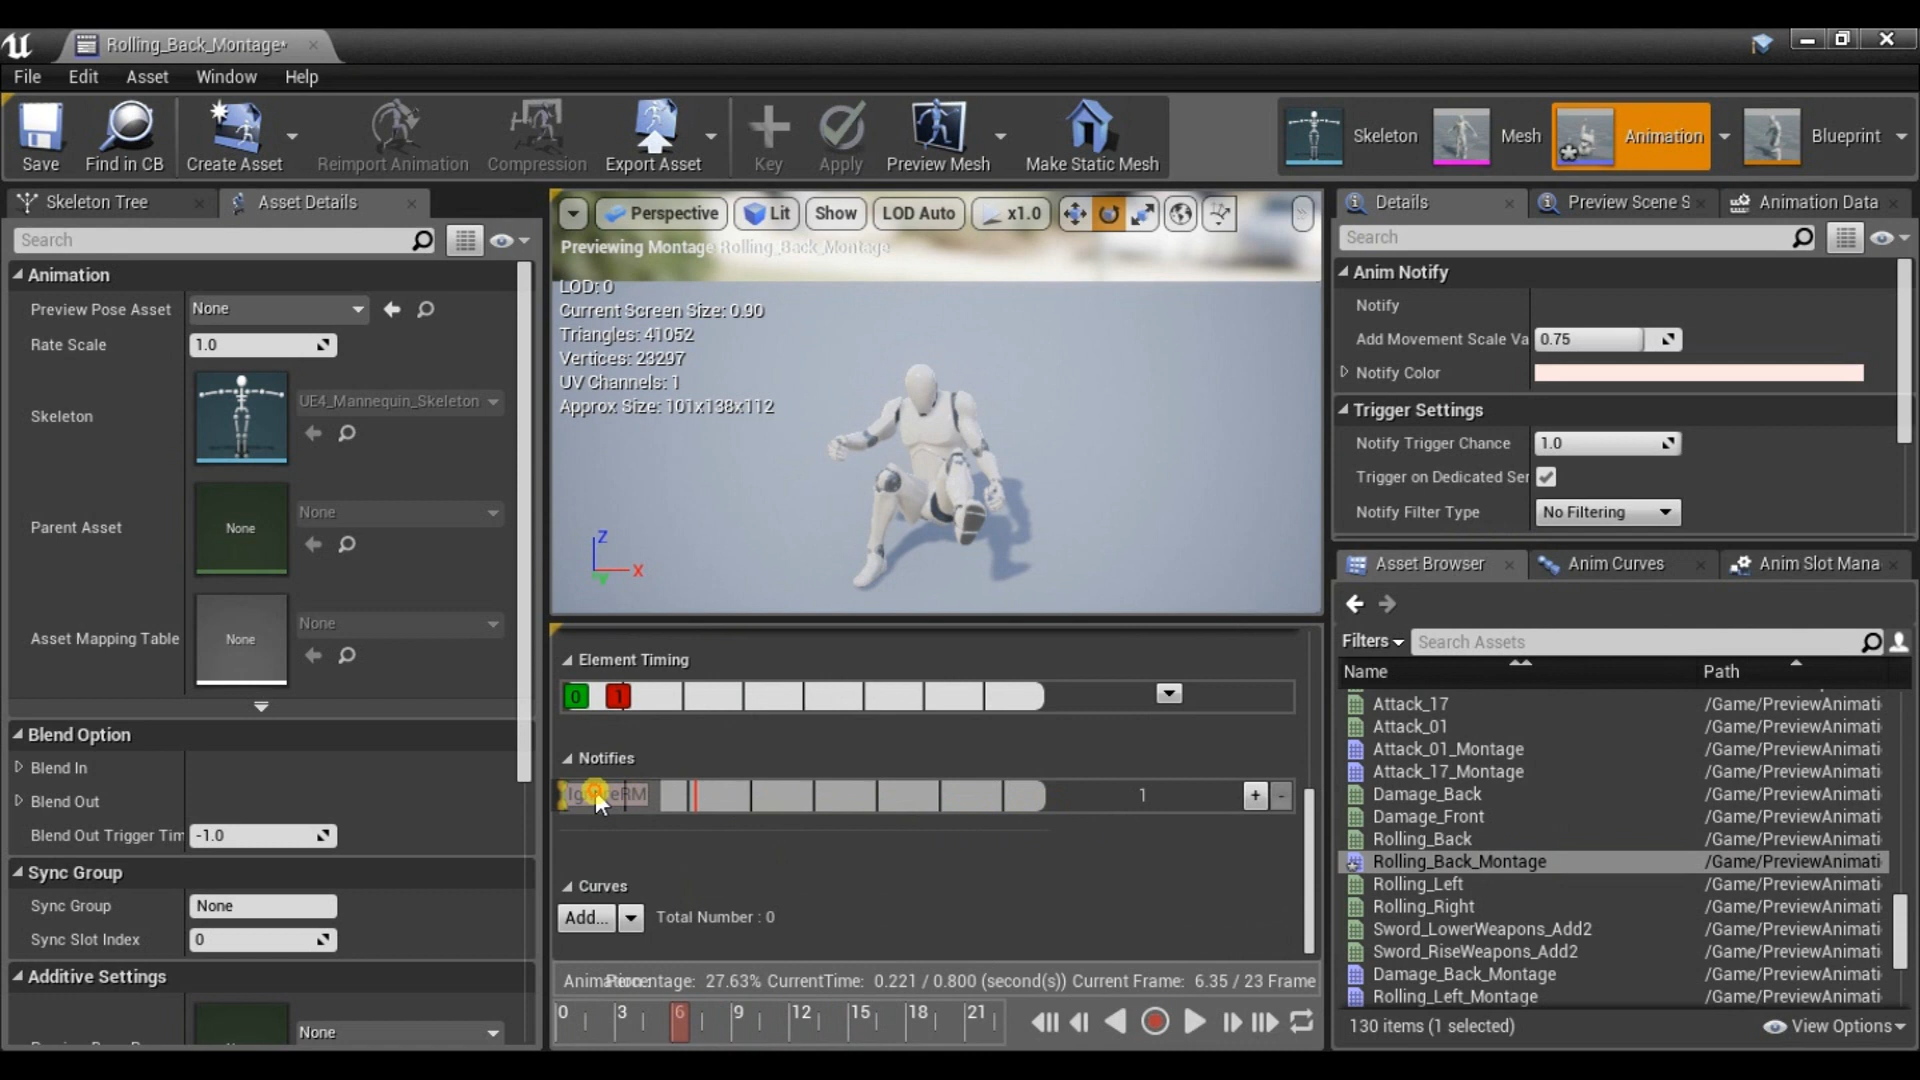 Rolling_Back_Montage*
File Edit Asset Window Help
Save Find in CB Create Asset Reimport Animation Compression Export Asset Key Apply Preview Mesh Make Static Mesh Skeleton Mesh Animation Blueprint
Skeleton Tree Asset Details
Search
Animation
Preview Pose Asset None
Rate Scale 1.0
Skeleton UE4_Mannequin_Skeleton
Parent Asset None None
Asset Mapping Table None None
Blend Option
Blend In
Blend Out
Blend Out Trigger Tim -1.0
Sync Group
Sync Group None
Sync Slot Index 0
Additive Settings
None
Perspective Lit Show LOD Auto x1.0
Previewing Montage Rolling_Back_Montage
LOD: 0
Current Screen Size: 0.90
Triangles: 41052
Vertices: 23297
UV Channels: 1
Approx Size: 101x138x112
Z
X
Y
Element Timing
0 1
Notifies
1 + -
Curves
Add... Total Number : 0
Percentage: 27.63% CurrentTime: 0.221 / 0.800 (second(s)) Current Frame: 6.35 / 23 Frame
0 3 6 9 12 15 18 21
Details Preview Scene S Animation Data
Search
Anim Notify
Notify
Add Movement Scale Va 0.75
Notify Color
Trigger Settings
Notify Trigger Chance 1.0
Trigger on Dedicated Ser
Notify Filter Type No Filtering
Asset Browser Anim Curves Anim Slot Mana
Filters Search Assets
Name Path
Attack_17 /Game/PreviewAnimati
Attack_01 /Game/PreviewAnimati
Attack_01_Montage /Game/PreviewAnimati
Attack_17_Montage /Game/PreviewAnimati
Damage_Back /Game/PreviewAnimati
Damage_Front /Game/PreviewAnimati
Rolling_Back /Game/PreviewAnimati
Rolling_Back_Montage /Game/PreviewAnimati
Rolling_Left /Game/PreviewAnimati
Rolling_Right /Game/PreviewAnimati
Sword_LowerWeapons_Add2 /Game/PreviewAnimati
Sword_RiseWeapons_Add2 /Game/PreviewAnimati
Damage_Back_Montage /Game/PreviewAnimati
Rolling_Left_Montage /Game/PreviewAnimati
130 items (1 selected) View Options